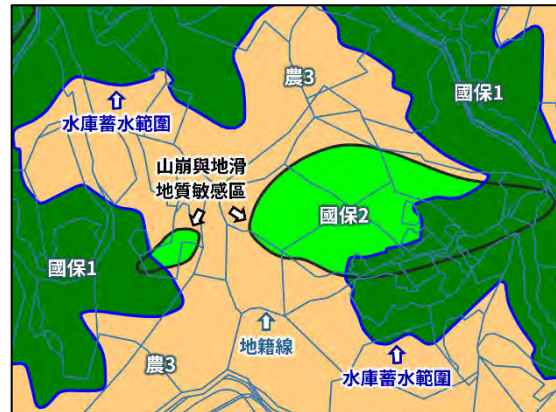 農3
國保1
水庫蓄水範圍
山崩與地滑
地質敏感區
國保2
國保1
地籍線
農3
水庫蓄水範圍